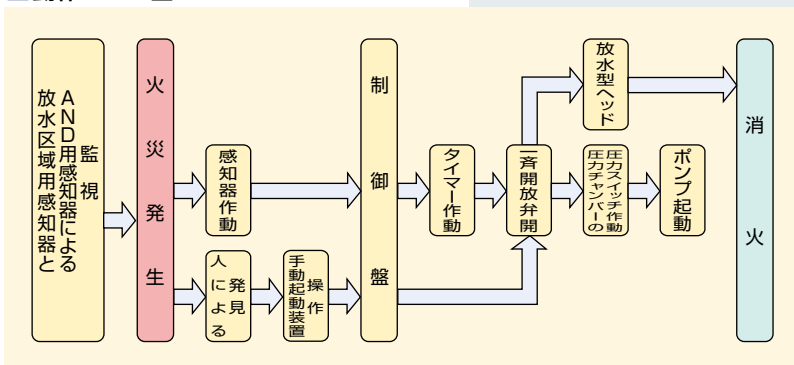 放水区域用感知器と
AND用感知器による
監視
火災発生
感知器作動
人による
発見
手動起動装置
操作
制御盤
タイマー作動
一斉開放弁開
放水型ヘッド
圧力チャンバーの
圧力スイッチ作動
ポンプ起動
消火